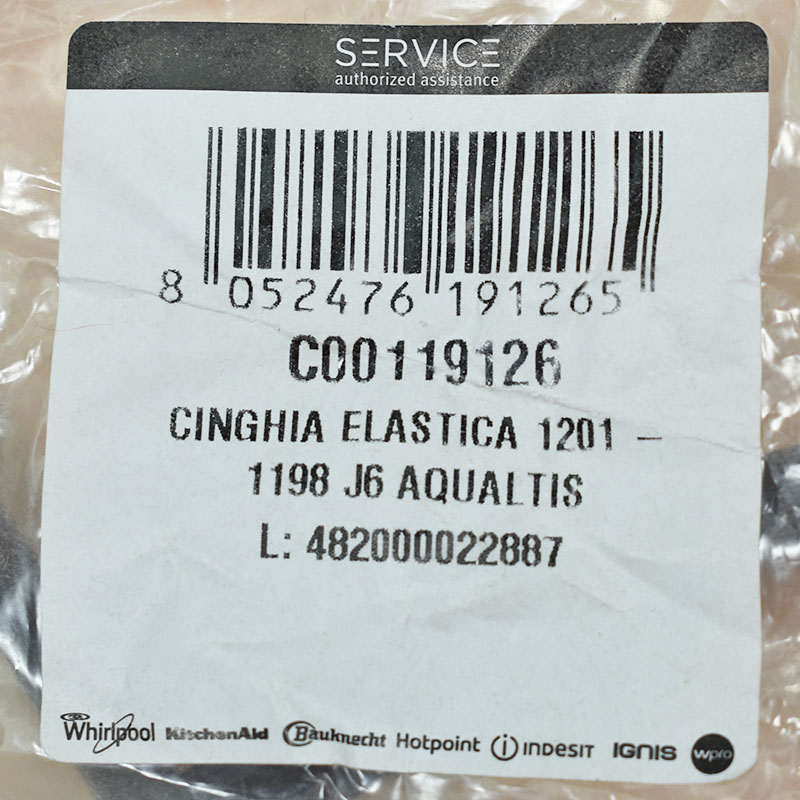 SERVICE
authorized assistance
8 052476 191265
C00119126
CINGHIA ELASTICA 1201 -
1198 J6 AQUALTIS
L: 482000022887
Whirlpool KitchenAid Bauknecht Hotpoint indesit IGNIS wpro